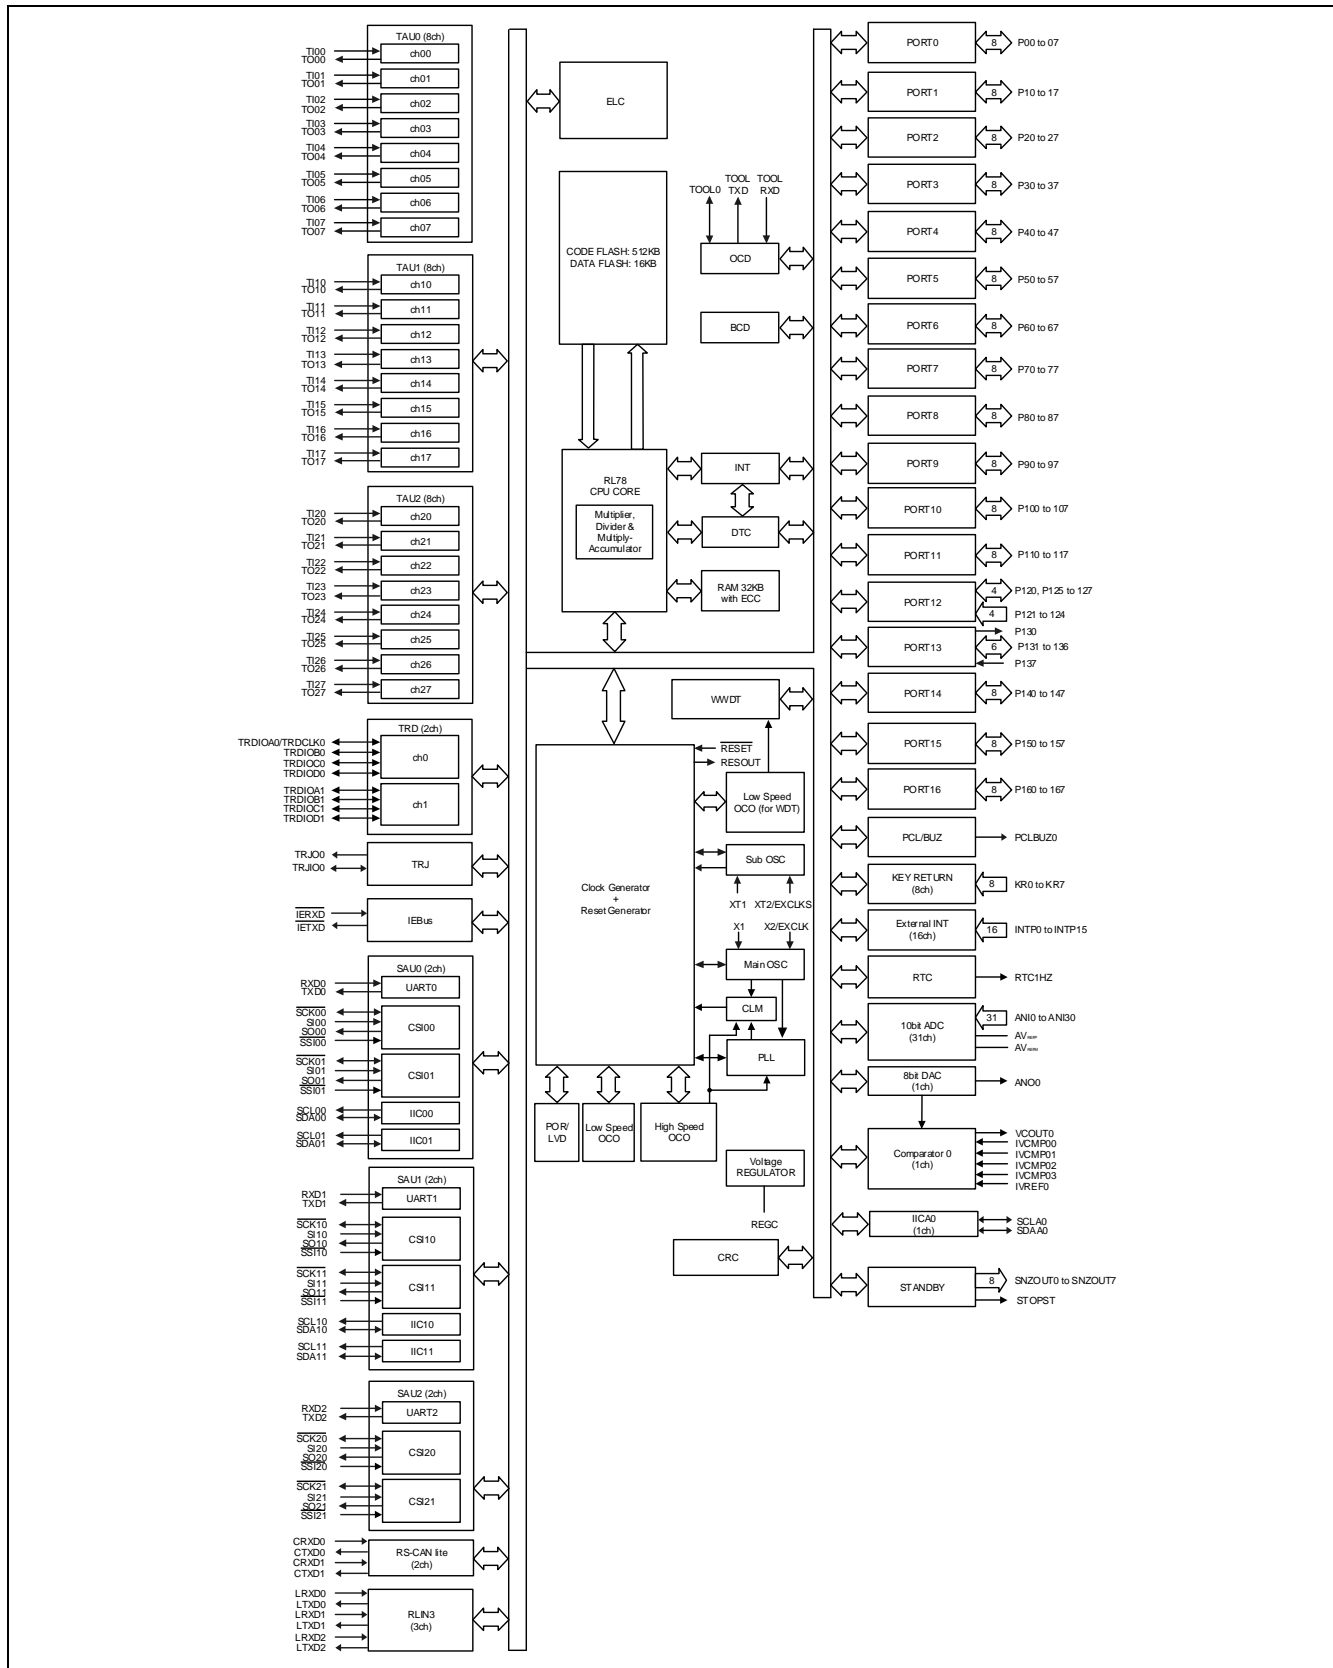 TAU0 (8ch)
TI00
TO00
ch00
TI01
TO01
ch01
TI02
TO02
ch02
TI03
TO03
ch03
TI04
TO04
ch04
TI05
TO05
ch05
TI06
TO06
ch06
TI07
TO07
ch07
TAU1 (8ch)
TI10
TO10
ch10
TI11
TO11
ch11
TI12
TO12
ch12
TI13
TO13
ch13
TI14
TO14
ch14
TI15
TO15
ch15
TI16
TO16
ch16
TI17
TO17
ch17
TAU2 (8ch)
TI20
TO20
ch20
TI21
TO21
ch21
TI22
TO22
ch22
TI23
TO23
ch23
TI24
TO24
ch24
TI25
TO25
ch25
TI26
TO26
ch26
TI27
TO27
ch27
TRD (2ch)
TRDIOA0/TRDCLK0
TRDIOB0
TRDIOC0
TRDIOD0
ch0
TRDIOA1
TRDIOB1
TRDIOC1
TRDIOD1
ch1
TRJO0
TRJIO0
TRJ
IERXD
IETXD
IEBus
SAU0 (2ch)
RXD0
TXD0
UART0
SCK00
SI00
SO00
SSI00
CSI00
SCK01
SI01
SO01
SSI01
CSI01
SCL00
SDA00
IIC00
SCL01
SDA01
IIC01
SAU1 (2ch)
RXD1
TXD1
UART1
SCK10
SI10
SO10
SSI10
CSI10
SCK11
SI11
SO11
SSI11
CSI11
SCL10
SDA10
IIC10
SCL11
SDA11
IIC11
SAU2 (2ch)
RXD2
TXD2
UART2
SCK20
SI20
SO20
SSI20
CSI20
SCK21
SI21
SO21
SSI21
CSI21
CRXD0
CTXD0
CRXD1
CTXD1
RS-CAN lite
(2ch)
LRXD0
LTXD0
LRXD1
LTXD1
LRXD2
LTXD2
RLIN3
(3ch)
ELC
CODE FLASH: 512KB
DATA FLASH: 16KB
TOOL0
TOOL
TXD
TOOL
RXD
OCD
BCD
RL78
CPU CORE
Multiplier,
Divider &
Multiply-
Accumulator
INT
DTC
RAM 32KB
with ECC
WWDT
RESET
RESOUT
Low Speed
OCO (for WDT)
Clock Generator
+
Reset Generator
Sub OSC
XT1
XT2/EXCLKS
X1
X2/EXCLK
Main OSC
CLM
PLL
POR/
LVD
Low Speed
OCO
High Speed
OCO
Voltage
REGULATOR
REGC
CRC
PORT0
8
P00 to 07
PORT1
8
P10 to 17
PORT2
8
P20 to 27
PORT3
8
P30 to 37
PORT4
8
P40 to 47
PORT5
8
P50 to 57
PORT6
8
P60 to 67
PORT7
8
P70 to 77
PORT8
8
P80 to 87
PORT9
8
P90 to 97
PORT10
8
P100 to 107
PORT11
8
P110 to 117
PORT12
4
P120, P125 to 127
4
P121 to 124
PORT13
P130
6
P131 to 136
P137
PORT14
8
P140 to 147
PORT15
8
P150 to 157
PORT16
8
P160 to 167
PCL/BUZ
PCLBUZ0
KEY RETURN
(8ch)
8
KR0 to KR7
External INT
(16ch)
16
INTP0 to INTP15
RTC
RTC1HZ
10bit ADC
(31ch)
31
ANI0 to ANI30
AV
AV
8bit DAC
(1ch)
ANO0
Comparator 0
(1ch)
VCOUT0
IVCMP00
IVCMP01
IVCMP02
IVCMP03
IVREF0
IICA0
(1ch)
SCLA0
SDAA0
STANDBY
8
SNZOUT0 to SNZOUT7
STOPST